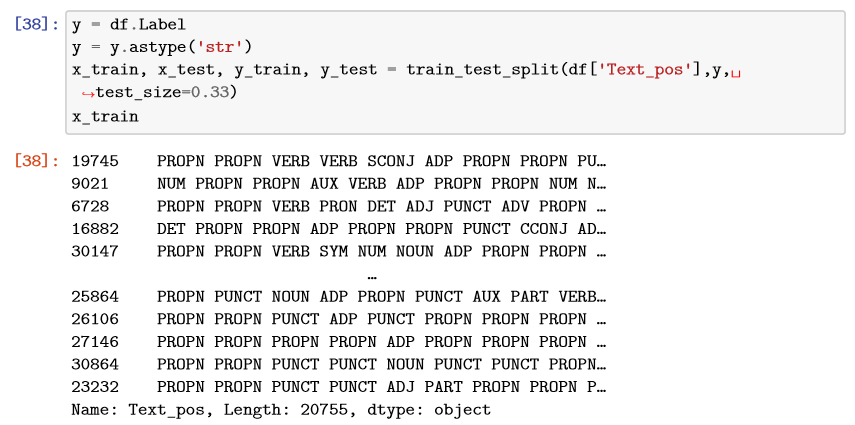 [38]: y = df.Label
y = y.astype('str')
x_train, x_test, y_train, y_test = train_test_split(df['Text_pos'],y,␣
↪test_size=0.33)
x_train
[38]: 19745    PROPN PROPN VERB VERB SCONJ ADP PROPN PROPN PU…
9021     NUM PROPN PROPN AUX VERB ADP PROPN PROPN NUM N…
6728     PROPN PROPN VERB PRON DET ADJ PUNCT ADV PROPN …
16882    DET PROPN PROPN ADP PROPN PROPN PUNCT CCONJ AD…
30147    PROPN PROPN VERB SYM NUM NOUN ADP PROPN PROPN …
…
25864    PROPN PUNCT NOUN ADP PROPN PUNCT AUX PART VERB…
26106    PROPN PROPN PUNCT ADP PUNCT PROPN PROPN PROPN …
27146    PROPN PROPN PROPN PROPN ADP PROPN PROPN PROPN …
30864    PROPN PROPN PUNCT PUNCT NOUN PUNCT PUNCT PROPN…
23232    PROPN PROPN PUNCT PUNCT ADJ PART PROPN PROPN P…
Name: Text_pos, Length: 20755, dtype: object